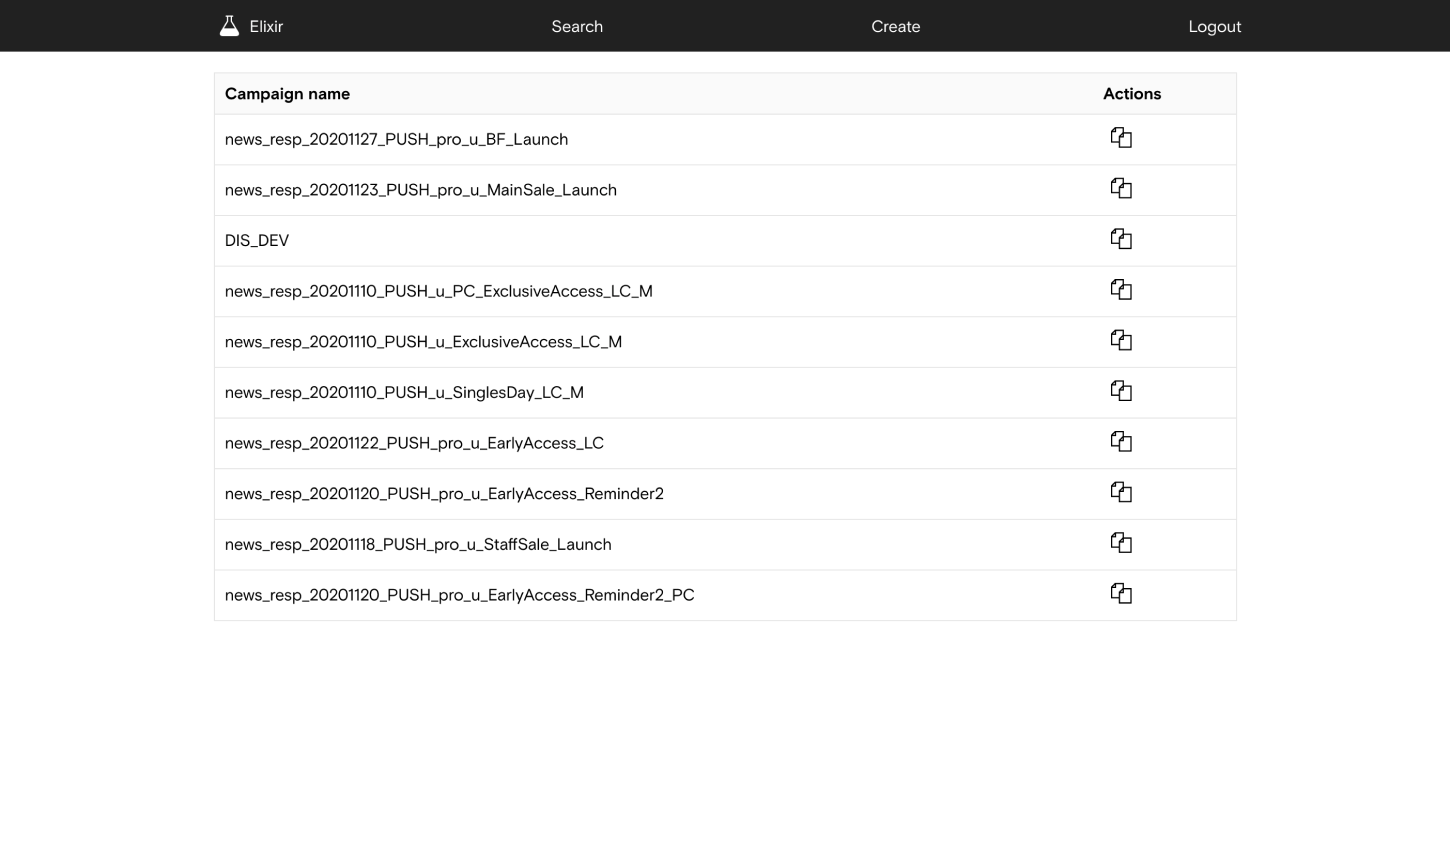 Elixir Search Create Logout
Campaign name Actions
news_resp_20201127_PUSH_pro_u_BF_Launch
news_resp_20201123_PUSH_pro_u_MainSale_Launch
DIS_DEV
news_resp_20201110_PUSH_u_PC_ExclusiveAccess_LC_M
news_resp_20201110_PUSH_u_ExclusiveAccess_LC_M
news_resp_20201110_PUSH_u_SinglesDay_LC_M
news_resp_20201122_PUSH_pro_u_EarlyAccess_LC
news_resp_20201120_PUSH_pro_u_EarlyAccess_Reminder2
news_resp_20201118_PUSH_pro_u_StaffSale_Launch
news_resp_20201120_PUSH_pro_u_EarlyAccess_Reminder2_PC